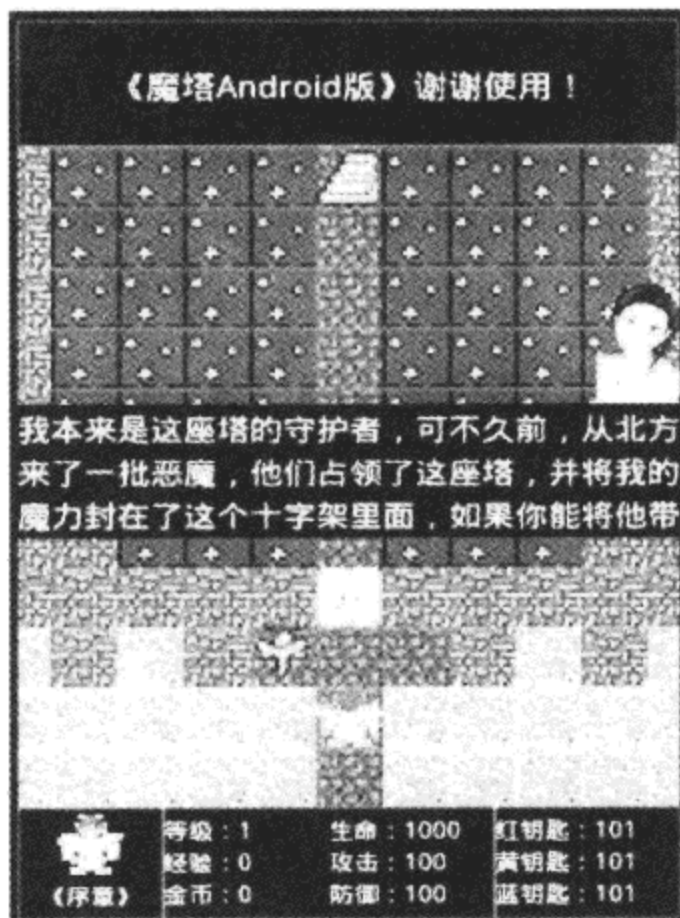 《魔塔Android版》谢谢使用！
我本来是这座塔的守护者，可不久前，从北方
来了一批恶魔，他们占领了这座塔，并将我的
魔力封在了这个十字架里面，如果你能将他带
等级：1 生命：1000 红钥匙：101
经验：0 攻击：100 黄钥匙：101
《序章》 金币：0 防御：100 蓝钥匙：101